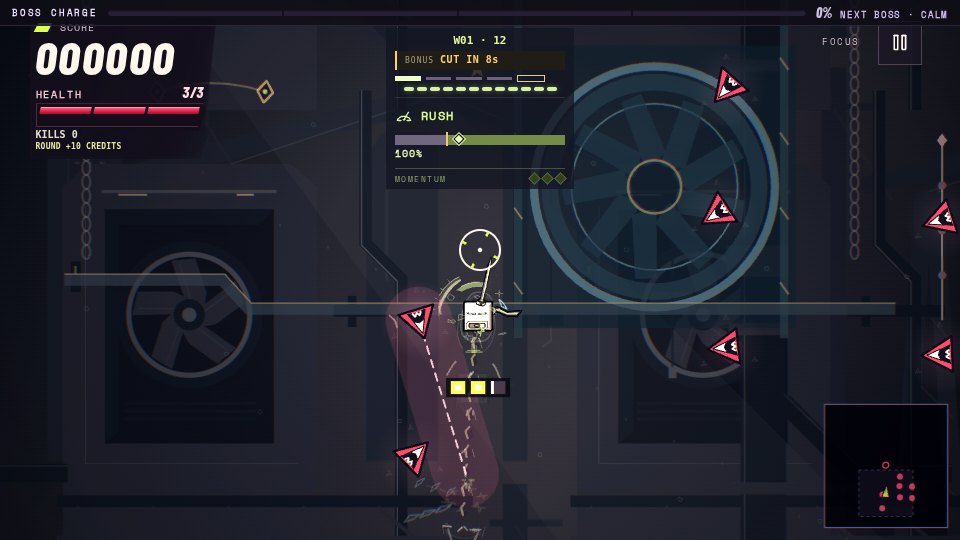 BOSS CHARGE
0% NEXT BOSS · CALM
SCORE
000000
HEALTH 3/3
KILLS 0
ROUND +10 CREDITS
W01 · 12
BONUS CUT IN 8s
RUSH
100%
MOMENTUM
FOCUS